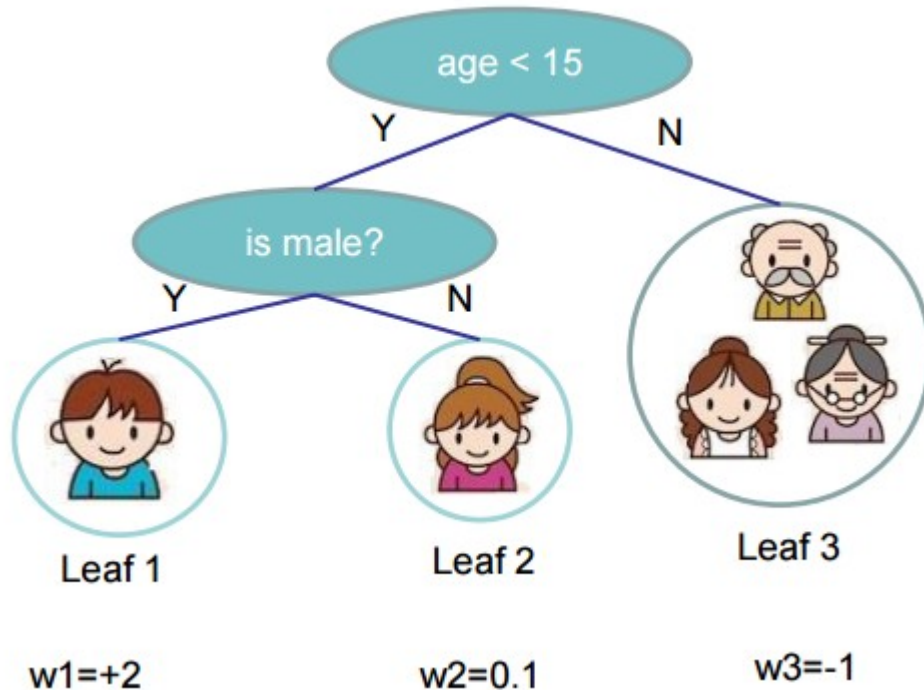 age < 15
Y
N
is male?
Y
N
Leaf 1
Leaf 2
Leaf 3
w1=+2
w2=0.1
w3=-1